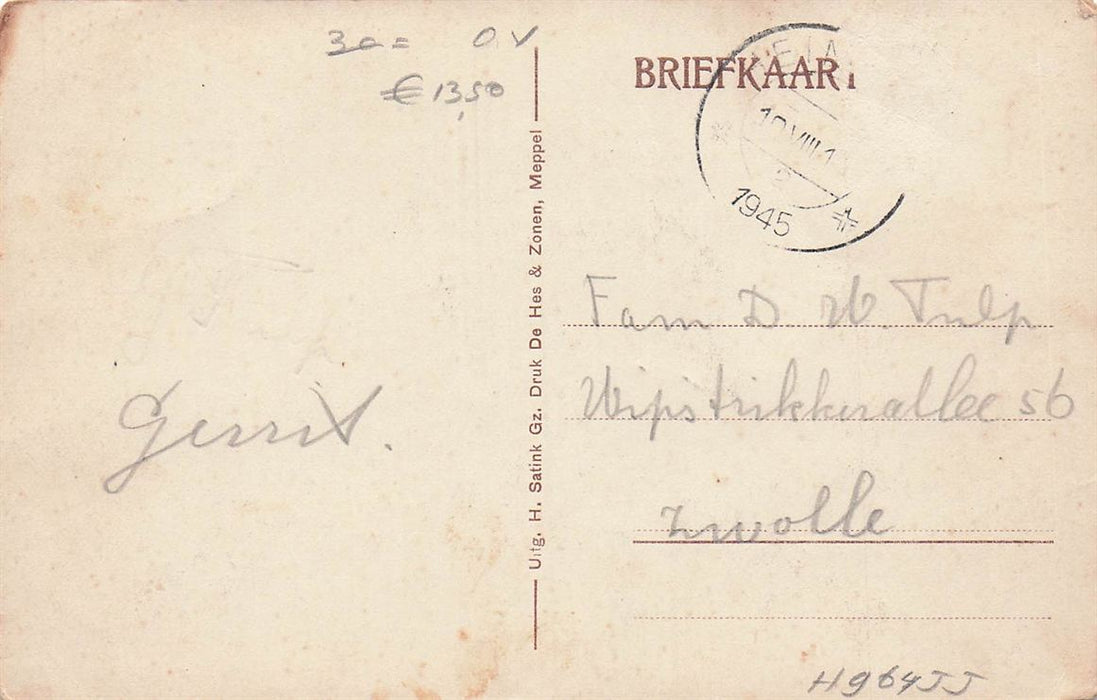 30=
OV
€ 13,50
BRIEFKAART
1945
Uitg. H. Satink Gz. Druk De Hes & Zonen, Meppel
Gerrit.
Fam D. W. Tulp
Wipstrikkerallee 56
Zwolle
H964JJ